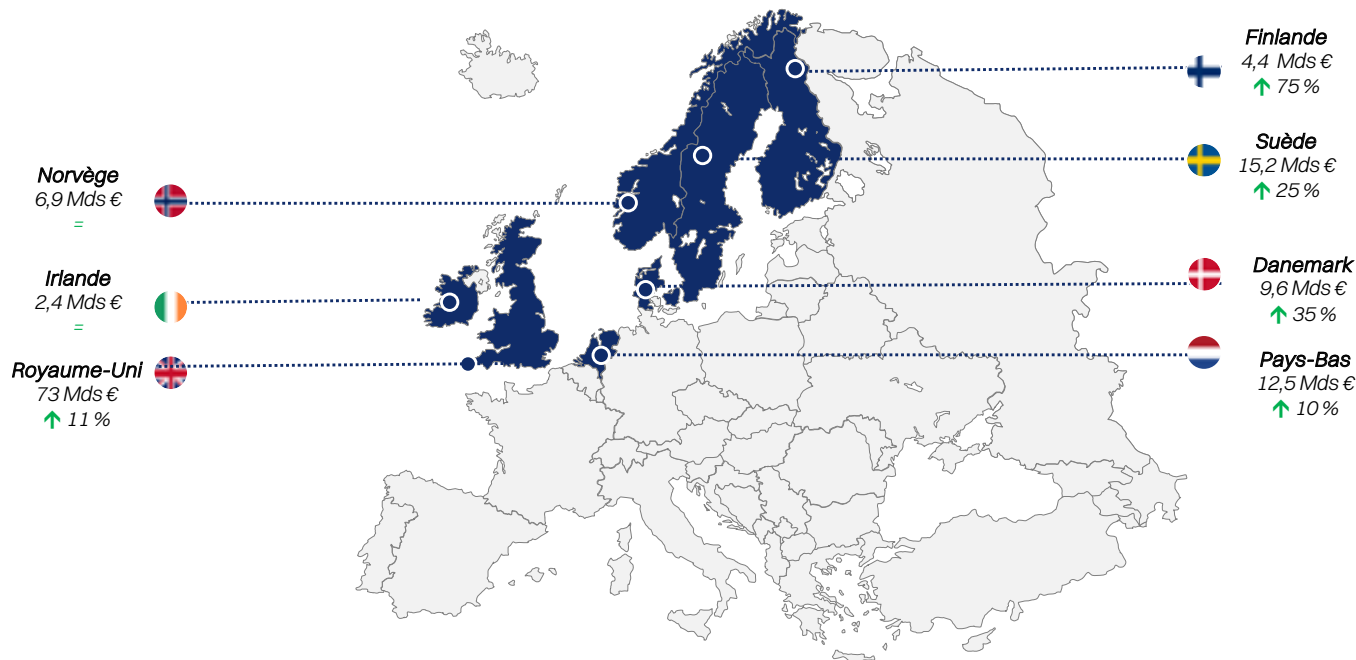 Norvège
6,9 Mds €
=
Irlande
2,4 Mds €
=
Royaume-Uni
73 Mds €
↑ 11 %
Finlande
4,4 Mds €
↑ 75 %
Suède
15,2 Mds €
↑ 25 %
Danemark
9,6 Mds €
↑ 35 %
Pays-Bas
12,5 Mds €
↑ 10 %